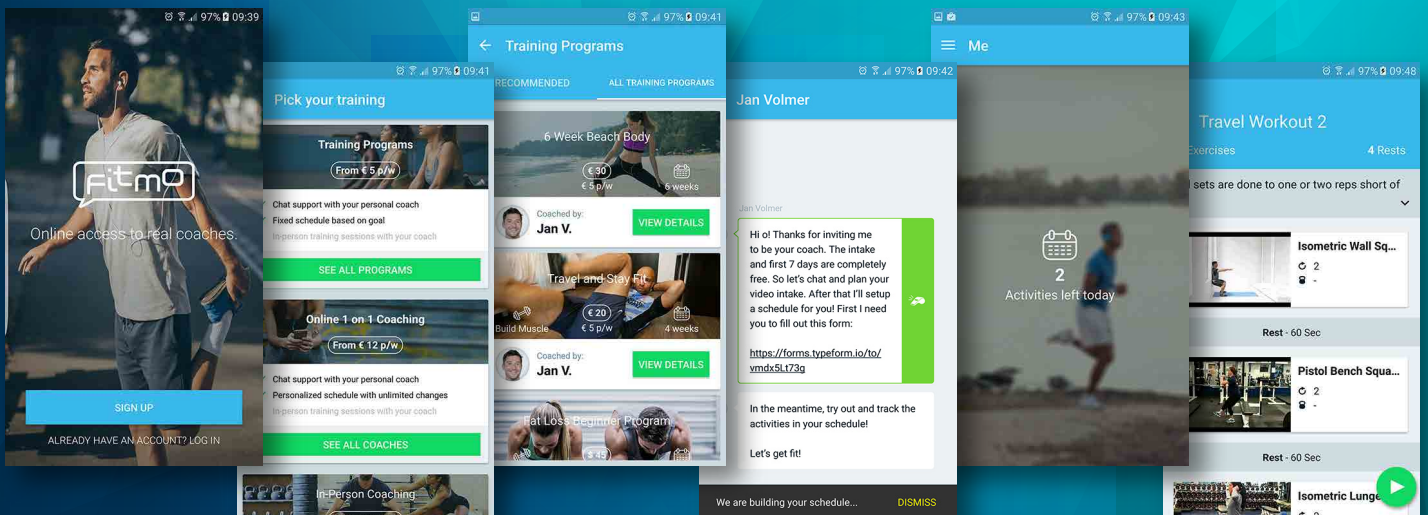 97% 09:39
fitmo
Online access to real coaches.
SIGN UP
ALREADY HAVE AN ACCOUNT? LOG IN
97% 09:41
Pick your training
Training Programs
From € 5 p/w
Chat support with your personal coach
Fixed schedule based on goal
In-person training sessions with your coach
SEE ALL PROGRAMS
Online 1 on 1 Coaching
From € 12 p/w
Chat support with your personal coach
Personalized schedule with unlimited changes
In-person training sessions with your coach
SEE ALL COACHES
In-Person Coaching
97% 09:41
Training Programs
RECOMMENDED ALL TRAINING PROGRAMS
6 Week Beach Body
€ 30
€ 5 p/w 6 weeks
Coached by:
Jan V.
VIEW DETAILS
Travel and Stay Fit
€ 20
Build Muscle € 5 p/w 4 weeks
Coached by:
Jan V.
VIEW DETAILS
Fat Loss Beginner Program
€ 45
97% 09:42
Jan Volmer
Jan Volmer
Hi o! Thanks for inviting me
to be your coach. The intake
and first 7 days are completely
free. So let's chat and plan your
video intake. After that I'll setup
a schedule for you! First I need
you to fill out this form:
https://forms.typeform.io/to/
vmdx5Lt73g
In the meantime, try out and track the
activities in your schedule!
Let's get fit!
We are building your schedule... DISMISS
97% 09:43
Me
2
Activities left today
97% 09:48
Travel Workout 2
Exercises 4 Rests
sets are done to one or two reps short of
Isometric Wall Sq...
2
-
Rest - 60 Sec
Pistol Bench Squa...
2
-
Rest - 60 Sec
Isometric Lunge
2